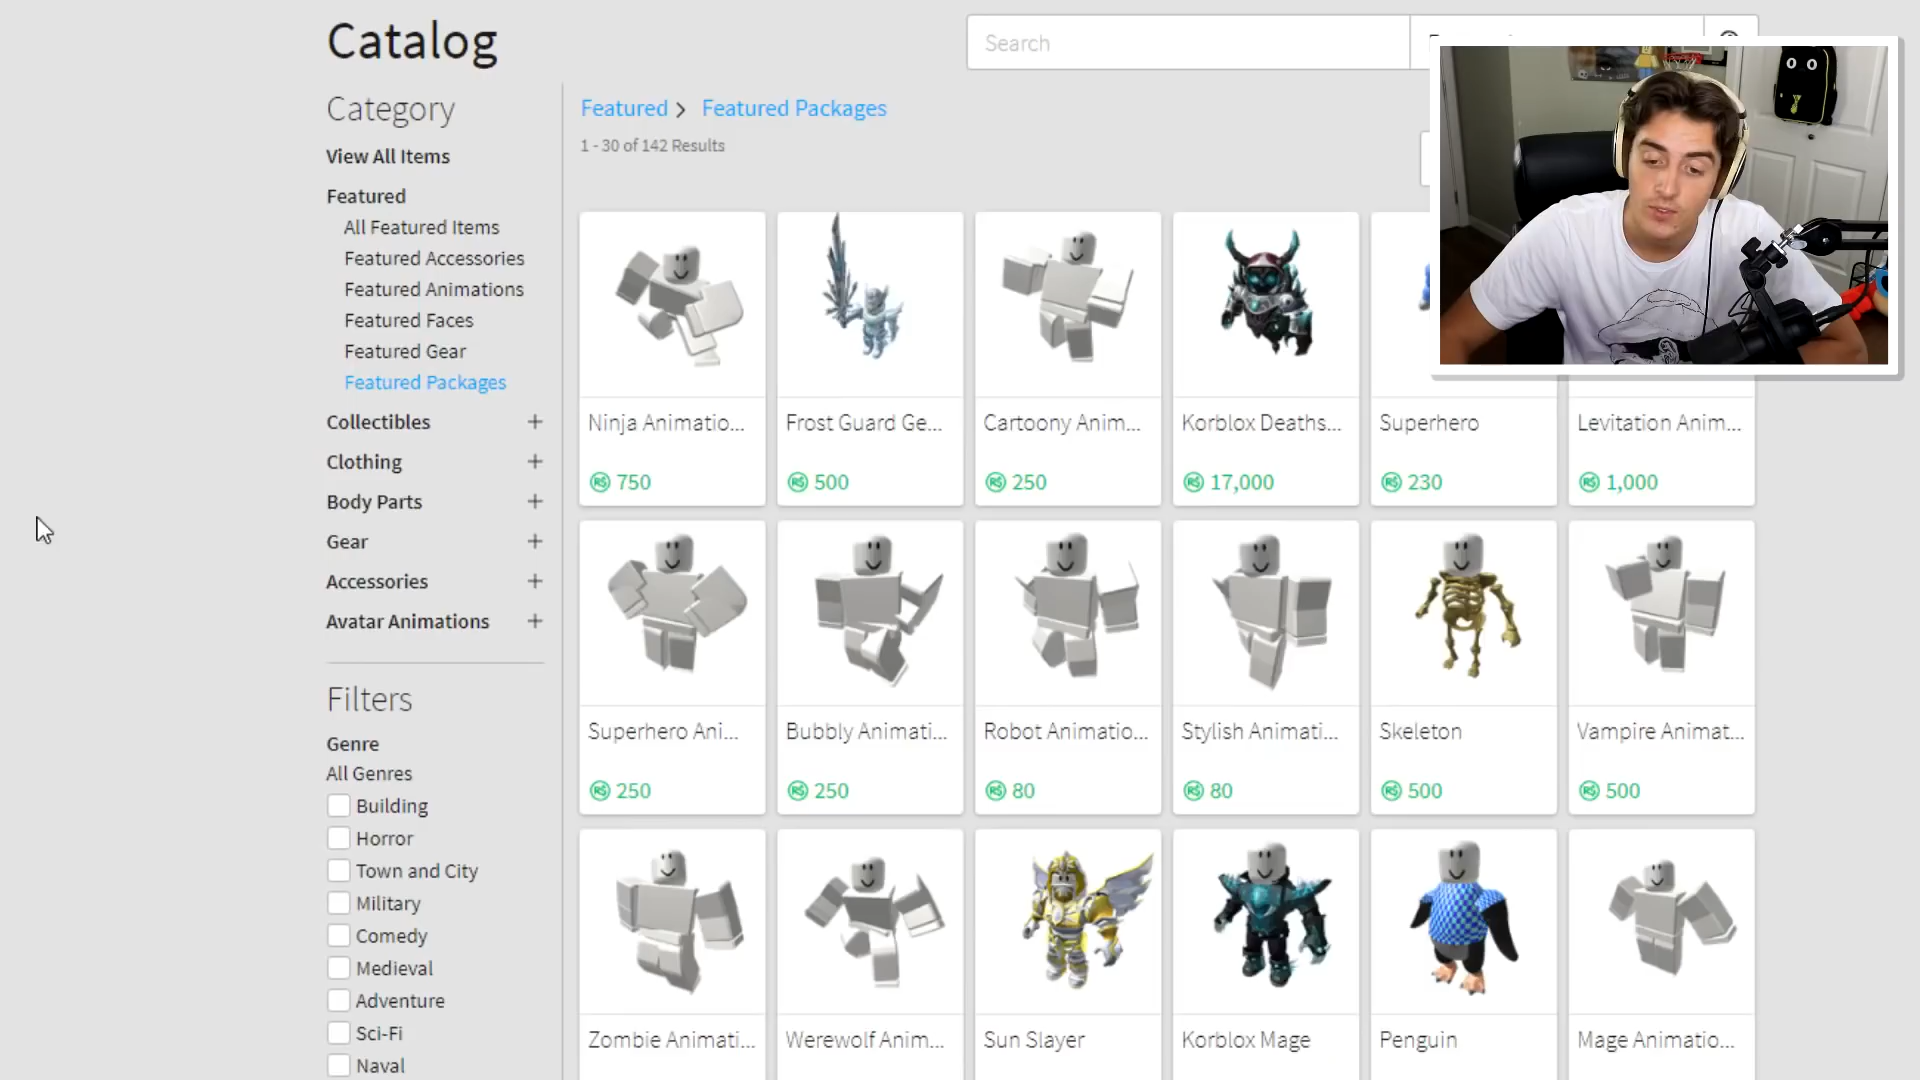 Catalog
Search
Category
View All Items
Featured
All Featured Items
Featured Accessories
Featured Animations
Featured Faces
Featured Gear
Featured Packages
Collectibles +
Clothing +
Body Parts +
Gear +
Accessories +
Avatar Animations +
Filters
Genre
All Genres
Building
Horror
Town and City
Military
Comedy
Medieval
Adventure
Sci-Fi
Naval
Featured > Featured Packages
1 - 30 of 142 Results
Ninja Animatio... Frost Guard Ge... Cartoony Anim... Korblox Deaths... Superhero Levitation Anim...
R$ 750 R$ 500 R$ 250 R$ 17,000 R$ 230 R$ 1,000
Superhero Ani... Bubbly Animati... Robot Animatio... Stylish Animati... Skeleton Vampire Animat...
R$ 250 R$ 250 R$ 80 R$ 80 R$ 500 R$ 500
Zombie Animati... Werewolf Anim... Sun Slayer Korblox Mage Penguin Mage Animatio...